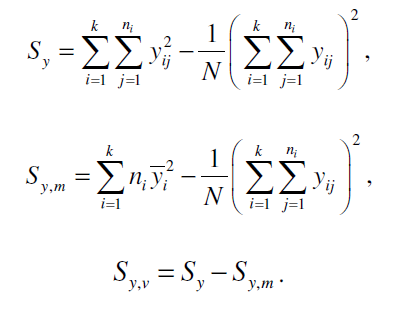 S_y = \sum_{i=1}^{k} \sum_{j=1}^{n_i} y_{ij}^2 - \frac{1}{N} \left( \sum_{i=1}^{k} \sum_{j=1}^{n_i} y_{ij} \right)^2 ,
S_{y,m} = \sum_{i=1}^{k} n_i \overline{y}_i^2 - \frac{1}{N} \left( \sum_{i=1}^{k} \sum_{j=1}^{n_i} y_{ij} \right)^2 ,
S_{y,v} = S_y - S_{y,m} .